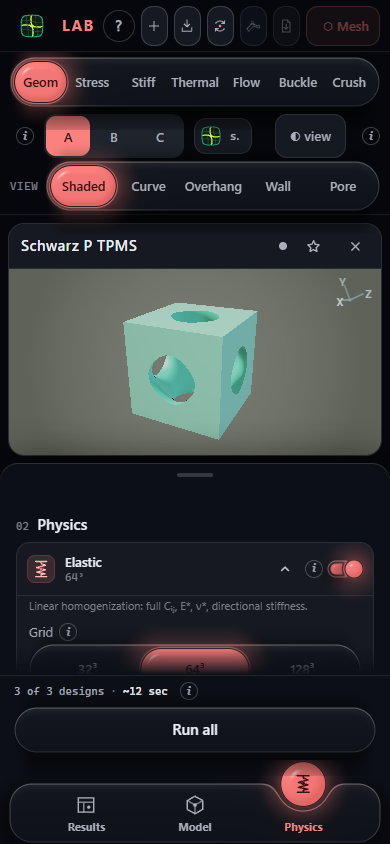 LAB ? Mesh
Geom Stress Stiff Thermal Flow Buckle Crush
i A B C s. view i
VIEW Shaded Curve Overhang Wall Pore
Schwarz P TPMS
Y
X Z
02 Physics
Elastic
64³ i
Linear homogenization: full Cᵢⱼ, E*, ν*, directional stiffness.
Grid i
32³ 64³ 128³
3 of 3 designs · ~12 sec i
Run all
Results Model Physics